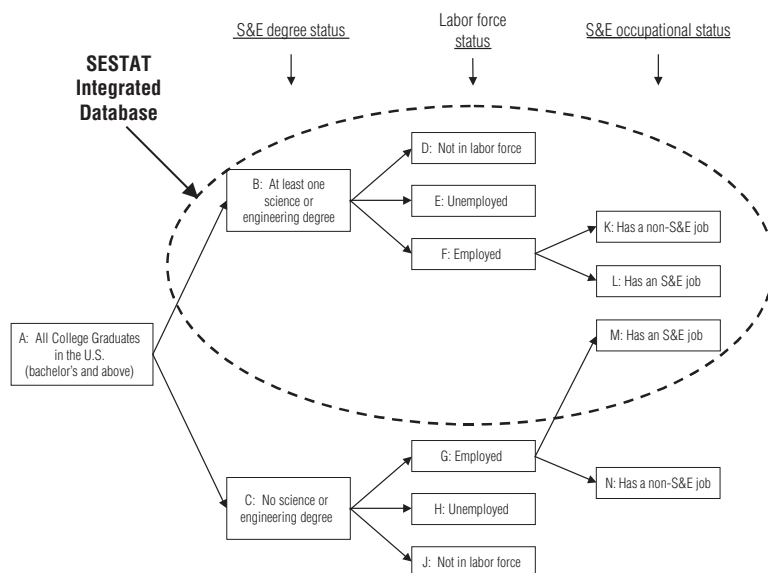 S&E degree status
Labor force
status
S&E occupational status
SESTAT
Integrated
Database
D: Not in labor force
B: At least one
science or
engineering degree
E: Unemployed
K: Has a non-S&E job
F: Employed
L: Has an S&E job
A: All College Graduates
in the U.S.
(bachelor's and above)
M: Has an S&E job
G: Employed
N: Has a non-S&E job
C: No science or
engineering degree
H: Unemployed
J: Not in labor force